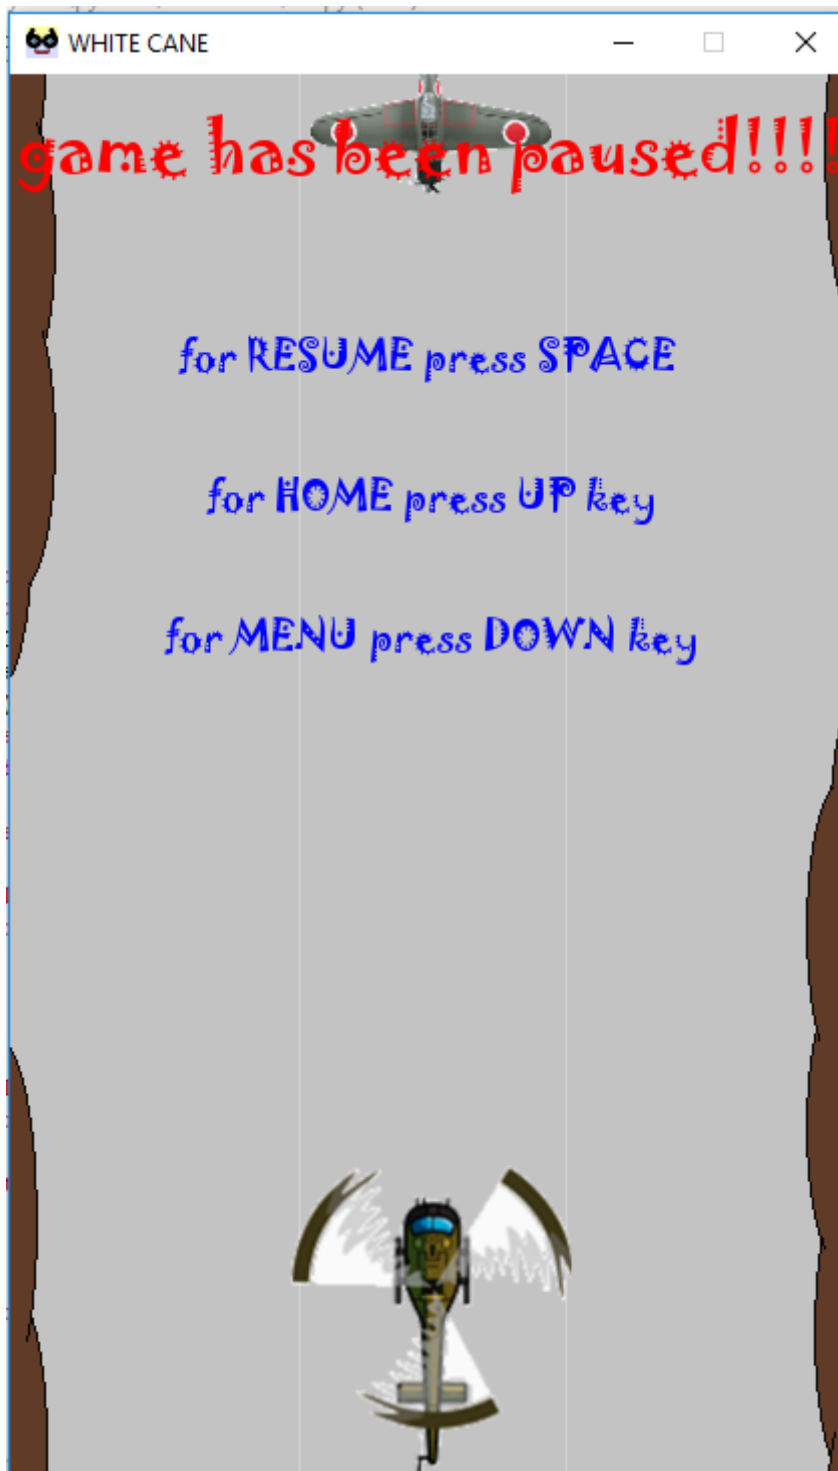 WHITE CANE
game has been paused!!!!
for RESUME press SPACE
for HOME press UP key
for MENU press DOWN key